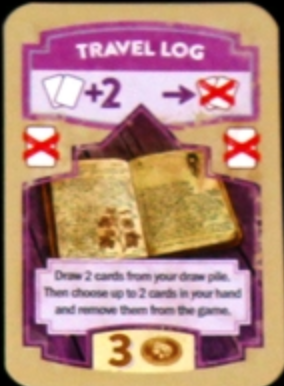 TRAVEL LOG
+2
Draw 2 cards from your draw pile.
Then choose up to 2 cards in your hand
and remove them from the game.
3